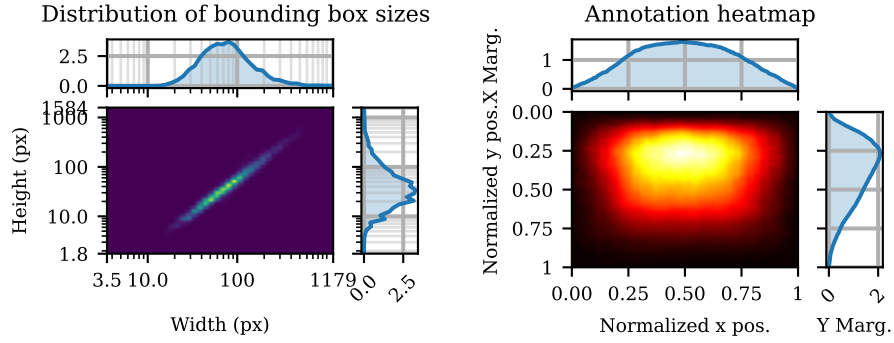 Distribution of bounding box sizes
2.5
0.0
1584
1000
100
10.0
1.8
Height (px)
3.5 10.0 100 1179
0.0 2.5
Width (px)
Annotation heatmap
1
0
X Marg.
0.00
0.25
0.50
0.75
1
Normalized y pos.
0.00 0.25 0.50 0.75 1
0 2
Normalized x pos.
Y Marg.